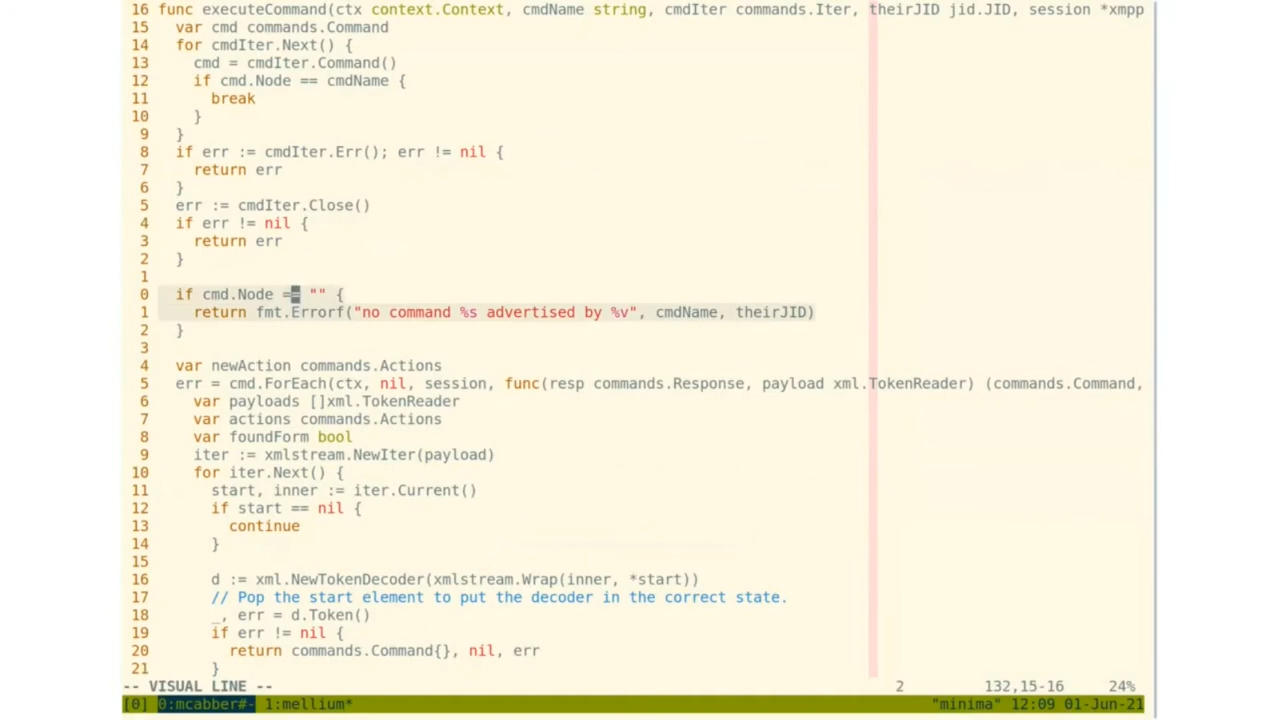 16 func executeCommand(ctx context.Context, cmdName string, cmdIter commands.Iter, theirJID jid.JID, session *xmpp
15   var cmd commands.Command
14   for cmdIter.Next() {
13     cmd = cmdIter.Command()
12     if cmd.Node == cmdName {
11       break
10     }
9   }
8   if err := cmdIter.Err(); err != nil {
7     return err
6   }
5   err := cmdIter.Close()
4   if err != nil {
3     return err
2   }
1
0   if cmd.Node == "" {
1     return fmt.Errorf("no command %s advertised by %v", cmdName, theirJID)
2   }
3
4   var newAction commands.Actions
5   err = cmd.ForEach(ctx, nil, session, func(resp commands.Response, payload xml.TokenReader) (commands.Command,
6     var payloads []xml.TokenReader
7     var actions commands.Actions
8     var foundForm bool
9     iter := xmlstream.NewIter(payload)
10     for iter.Next() {
11       start, inner := iter.Current()
12       if start == nil {
13         continue
14       }
15
16       d := xml.NewTokenDecoder(xmlstream.Wrap(inner, *start))
17       // Pop the start element to put the decoder in the correct state.
18       _, err = d.Token()
19       if err != nil {
20         return commands.Command{}, nil, err
21       }
-- VISUAL LINE -- 2 132,15-16 24%
[0] 0:mcabber#- 1:mellium* "minima" 12:09 01-Jun-21